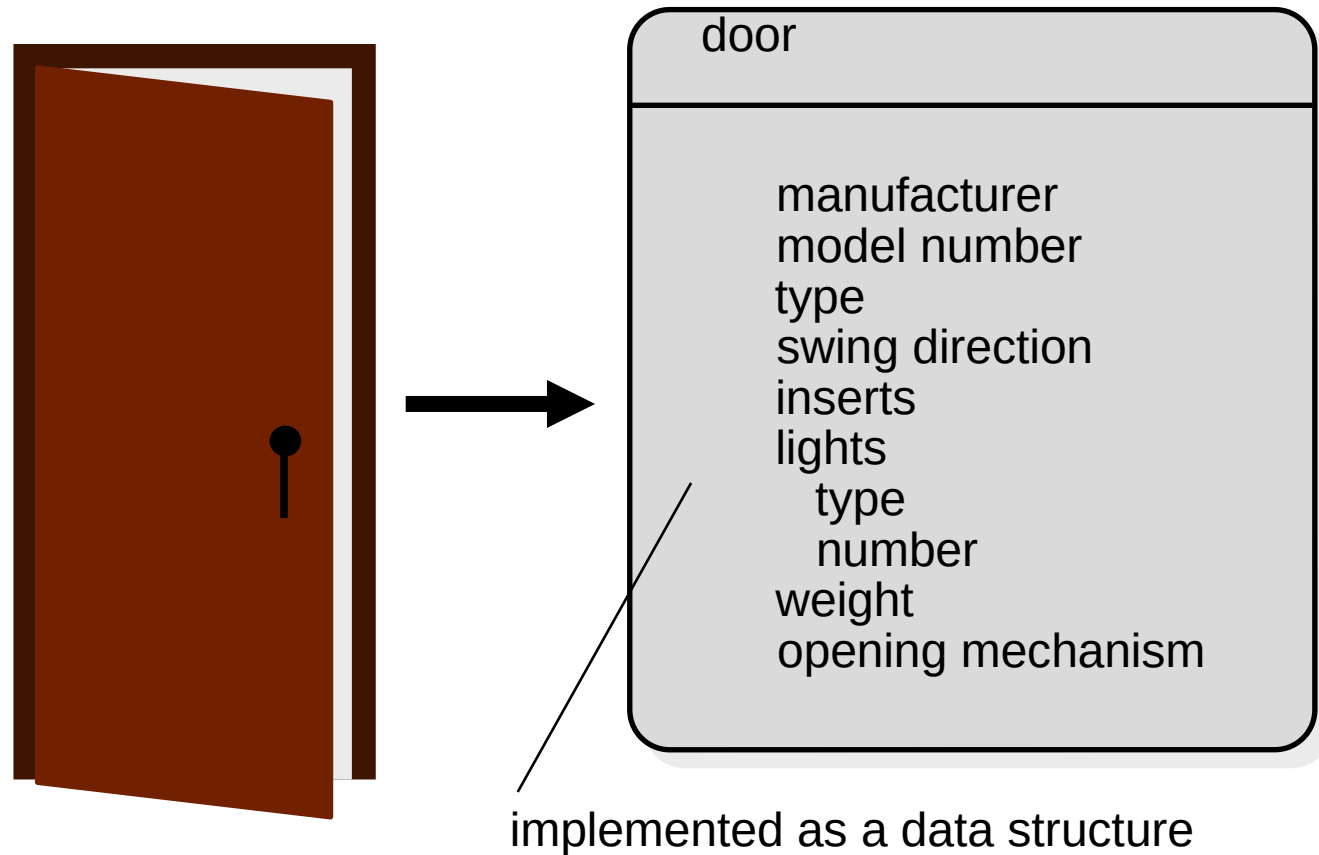 door
manufacturer
model number
type
swing direction
inserts
lights
type
number
weight
opening mechanism
implemented as a data structure